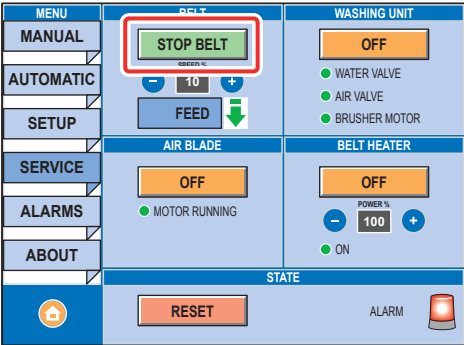 MENU
MANUAL
AUTOMATIC
SETUP
SERVICE
ALARMS
ABOUT
BELT
STOP BELT
SPEED %
10
FEED
WASHING UNIT
OFF
WATER VALVE
AIR VALVE
BRUSHER MOTOR
AIR BLADE
OFF
MOTOR RUNNING
BELT HEATER
OFF
POWER %
- 100 +
ON
STATE
RESET
ALARM